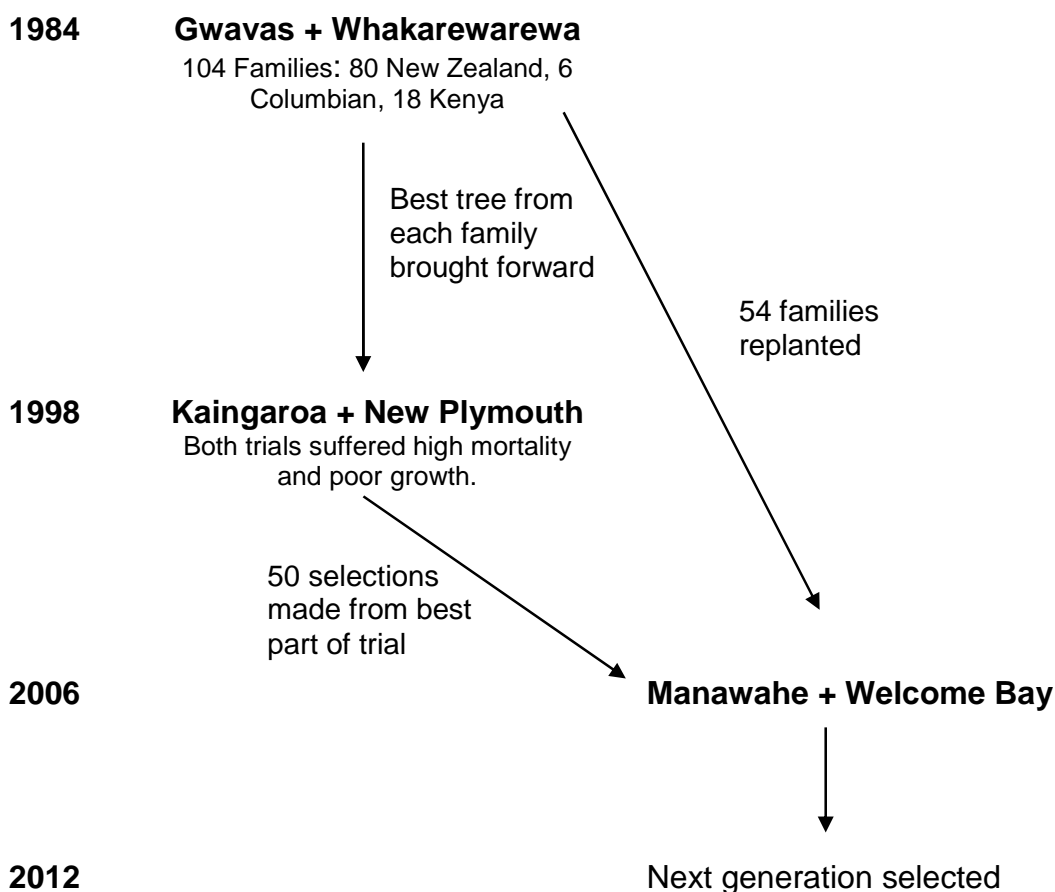 1984 Gwavas + Whakarewarewa
104 Families: 80 New Zealand, 6
Columbian, 18 Kenya
Best tree from
each family
brought forward
54 families
replanted
1998 Kaingaroa + New Plymouth
Both trials suffered high mortality
and poor growth.
50 selections
made from best
part of trial
2006 Manawahe + Welcome Bay
2012 Next generation selected